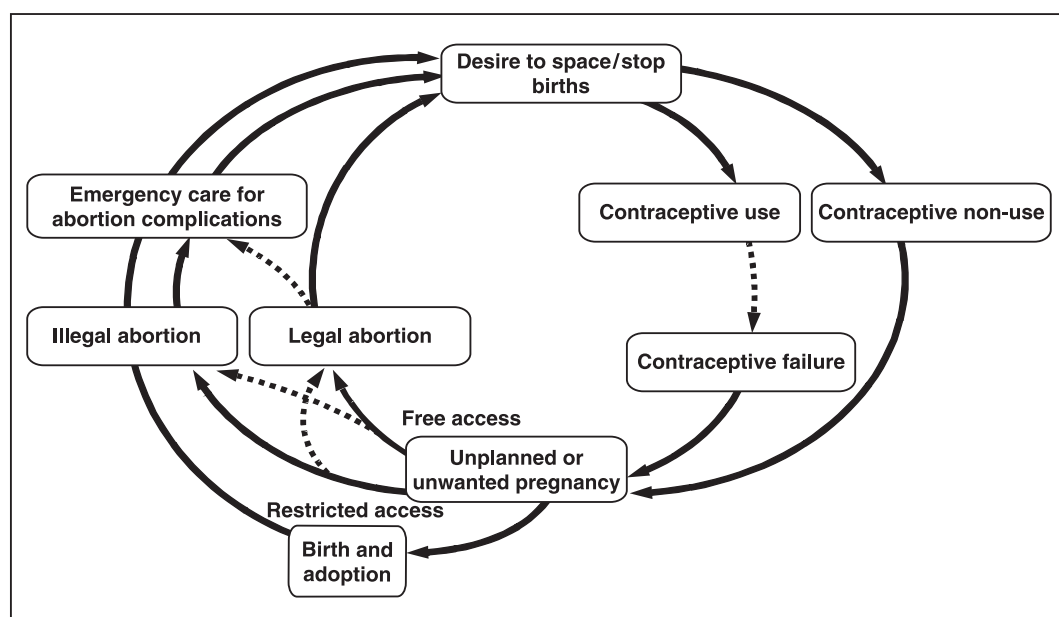 Desire to space/stop
births
Emergency care for
abortion complications
Contraceptive use
Contraceptive non-use
Illegal abortion
Legal abortion
Contraceptive failure
Free access
Unplanned or
unwanted pregnancy
Restricted access
Birth and
adoption